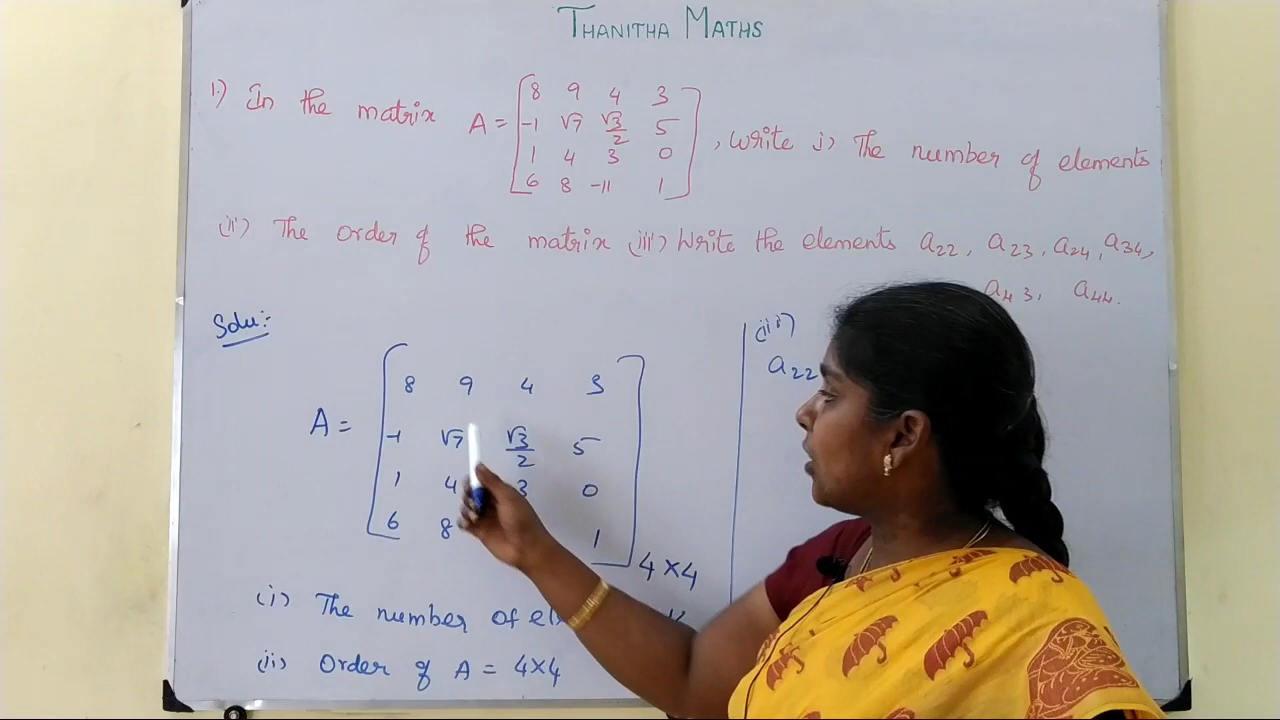 THANITHA MATHS
1.) In the matrix A = [8 9 4 3
-1 √7 √3/2 5
1 4 3 0
6 8 -11 1], write i) The number of elements
(ii) The order of the matrix (iii) Write the elements a22, a23, a24, a34,
a43, a44.
Solu:-
A = [8 9 4 3
-1 √7 √3/2 5
1 4 3 0
6 8 1] 4×4
(i) The number of
(ii) Order of A = 4×4
(iii)
a22